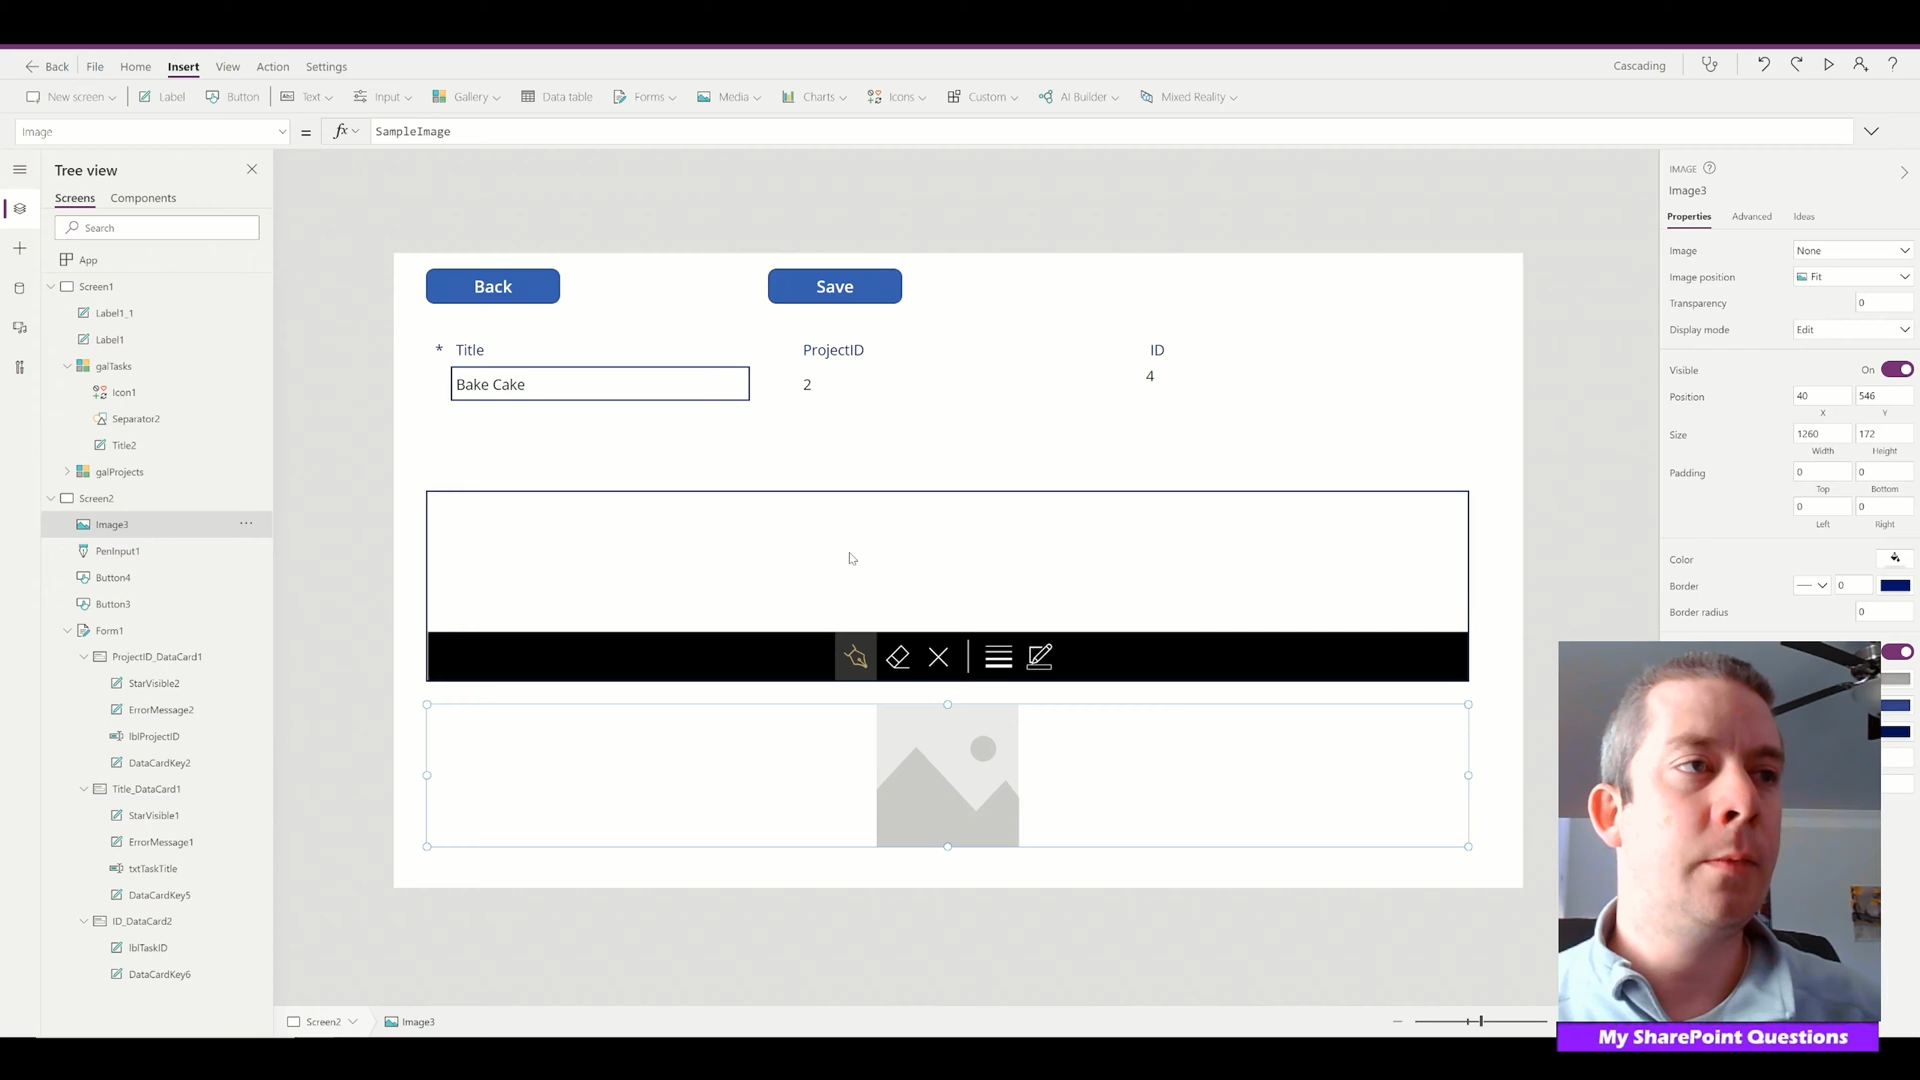 Back File Home Insert View Action Settings Cascading ?
New screen Label Button Text Input Gallery Data table Forms Media Charts Icons Custom AI Builder Mixed Reality
Image = fx SampleImage
Tree view
Screens Components
Search
App
Screen1
Label1_1
Label1
galTasks
Icon1
Separator2
Title2
galProjects
Screen2
Image3 ...
PenInput1
Button4
Button3
Form1
ProjectID_DataCard1
StarVisible2
ErrorMessage2
lblProjectID
DataCardKey2
Title_DataCard1
StarVisible1
ErrorMessage1
txtTaskTitle
DataCardKey5
ID_DataCard2
lblTaskID
DataCardKey6
Back Save
* Title ProjectID ID
Bake Cake 2 4
Screen2 Image3
IMAGE ?
Image3
Properties Advanced Ideas
Image None
Image position Fit
Transparency 0
Display mode Edit
Visible On
Position 40 546
X Y
Size 1260 172
Width Height
Padding 0 0
Top Bottom
0 0
Left Right
Color
Border 0
Border radius 0
My SharePoint Questions